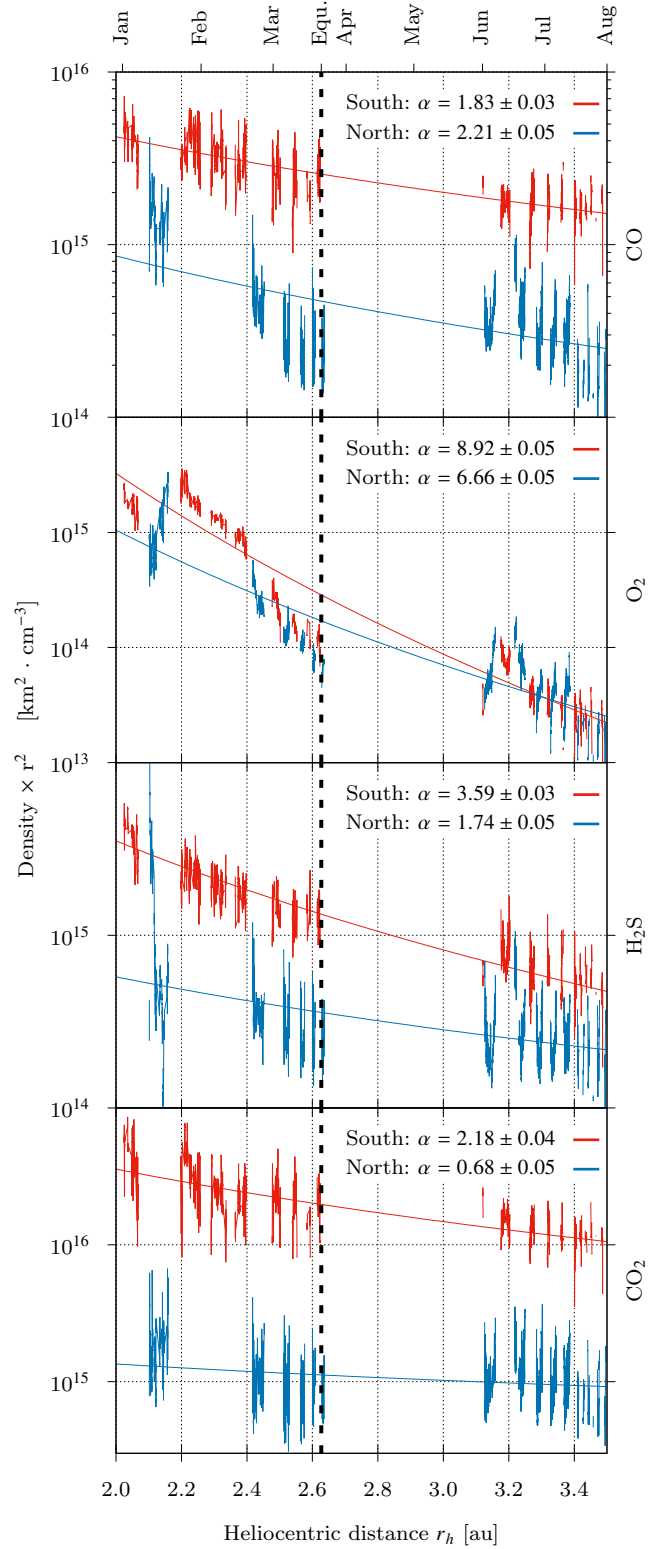 Jan Feb Mar Equ. Apr May Jun Jul Aug
10^16
South: α = 1.83 ± 0.03
North: α = 2.21 ± 0.05
10^15
CO
10^14
South: α = 8.92 ± 0.05
North: α = 6.66 ± 0.05
10^15
O₂
10^14
10^13
Density × r² [km² · cm⁻³]
South: α = 3.59 ± 0.03
North: α = 1.74 ± 0.05
10^15
H₂S
10^14
South: α = 2.18 ± 0.04
North: α = 0.68 ± 0.05
10^16
CO₂
10^15
2.0 2.2 2.4 2.6 2.8 3.0 3.2 3.4
Heliocentric distance r_h [au]